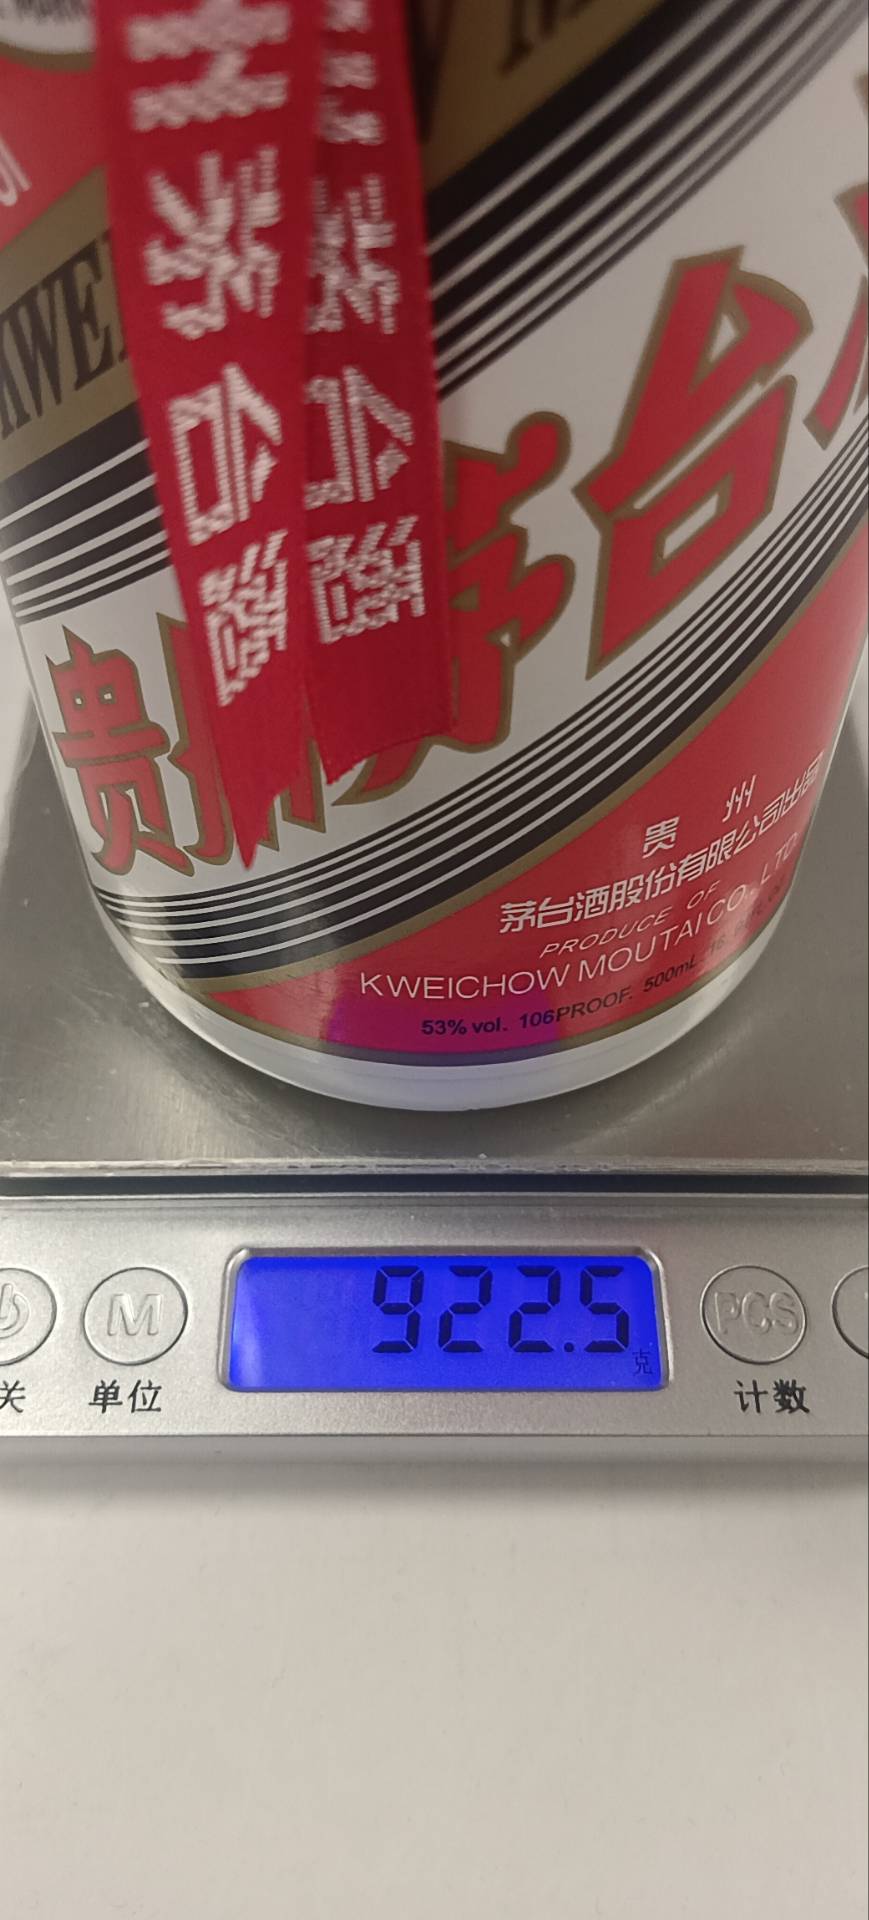 茅台酒
茅台酒
KWEI
贵州茅台
贵州
茅台酒股份有限公司出品
PRODUCE OF
KWEICHOW MOUTAI CO., LTD.
53% vol. 106PROOF. 500mL
922.5
克
M
PCS
关
单位
计数